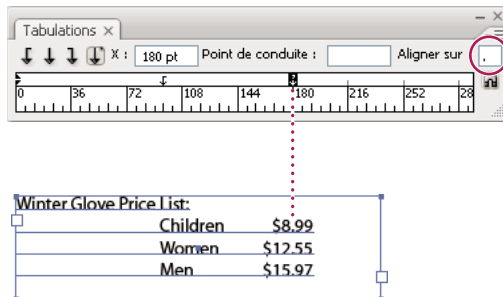 Tabulations ×
X : 180 pt Point de conduite : Aligner sur .
0 36 72 108 144 180 216 252 28
Winter Glove Price List:
Children $8.99
Women $12.55
Men $15.97